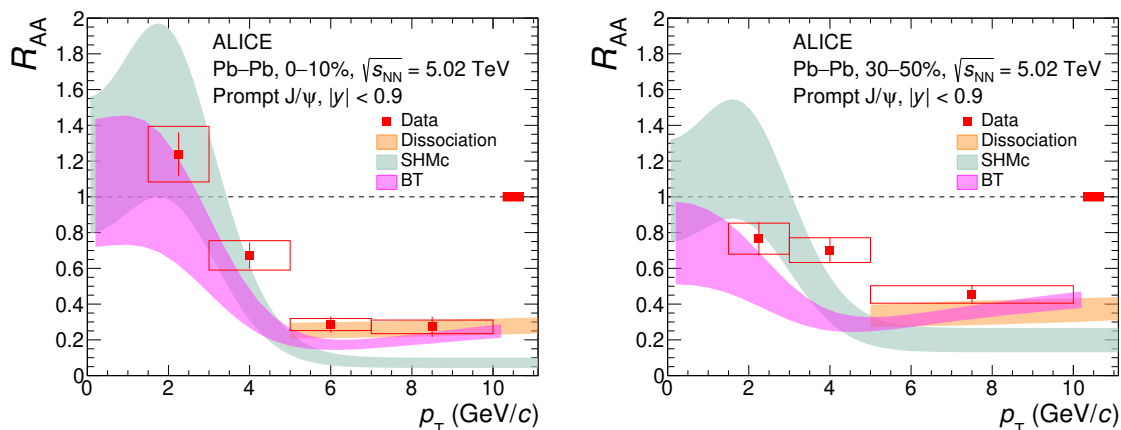 R_AA
2
1.8
1.6
1.4
1.2
1
0.8
0.6
0.4
0.2
0
ALICE
Pb–Pb, 0–10%, √s_NN = 5.02 TeV
Prompt J/ψ, |y| < 0.9
Data
Dissociation
SHMc
BT
0 2 4 6 8 10
p_T (GeV/c)
R_AA
2
1.8
1.6
1.4
1.2
1
0.8
0.6
0.4
0.2
0
ALICE
Pb–Pb, 30–50%, √s_NN = 5.02 TeV
Prompt J/ψ, |y| < 0.9
Data
Dissociation
SHMc
BT
0 2 4 6 8 10
p_T (GeV/c)